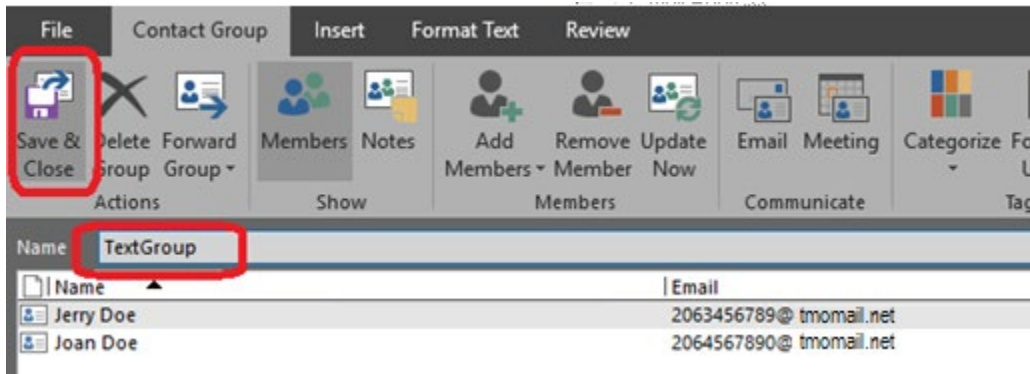 File Contact Group Insert Format Text Review
Save & Delete Forward Members Notes Add Remove Update Email Meeting Categorize
Close Group Group Members Member Now
Actions Show Members Communicate
Name TextGroup
Name Email
Jerry Doe 2063456789@ tmomail.net
Joan Doe 2064567890@ tmomail.net